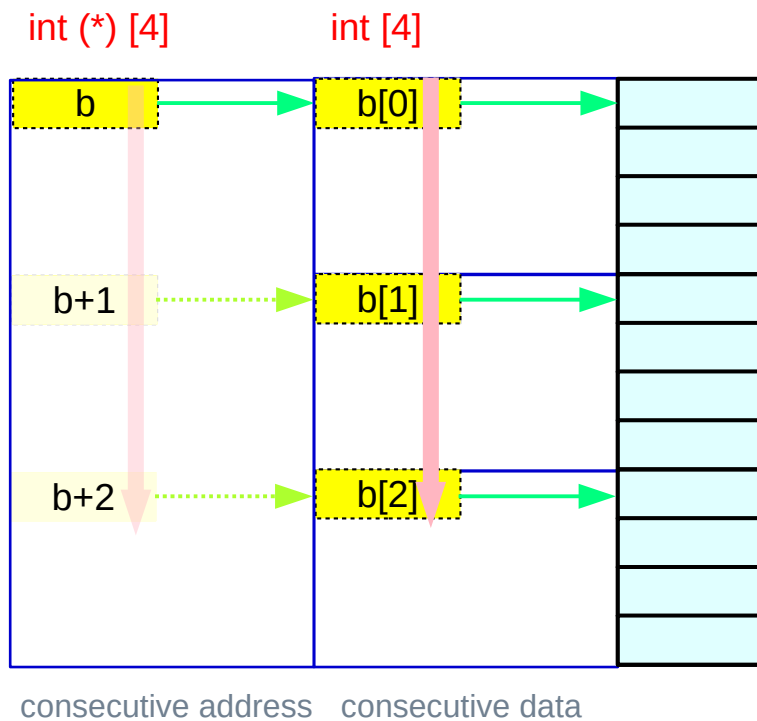 int (*) [4] int [4]
b b[0]
b+1 b[1]
b+2 b[2]
consecutive address consecutive data